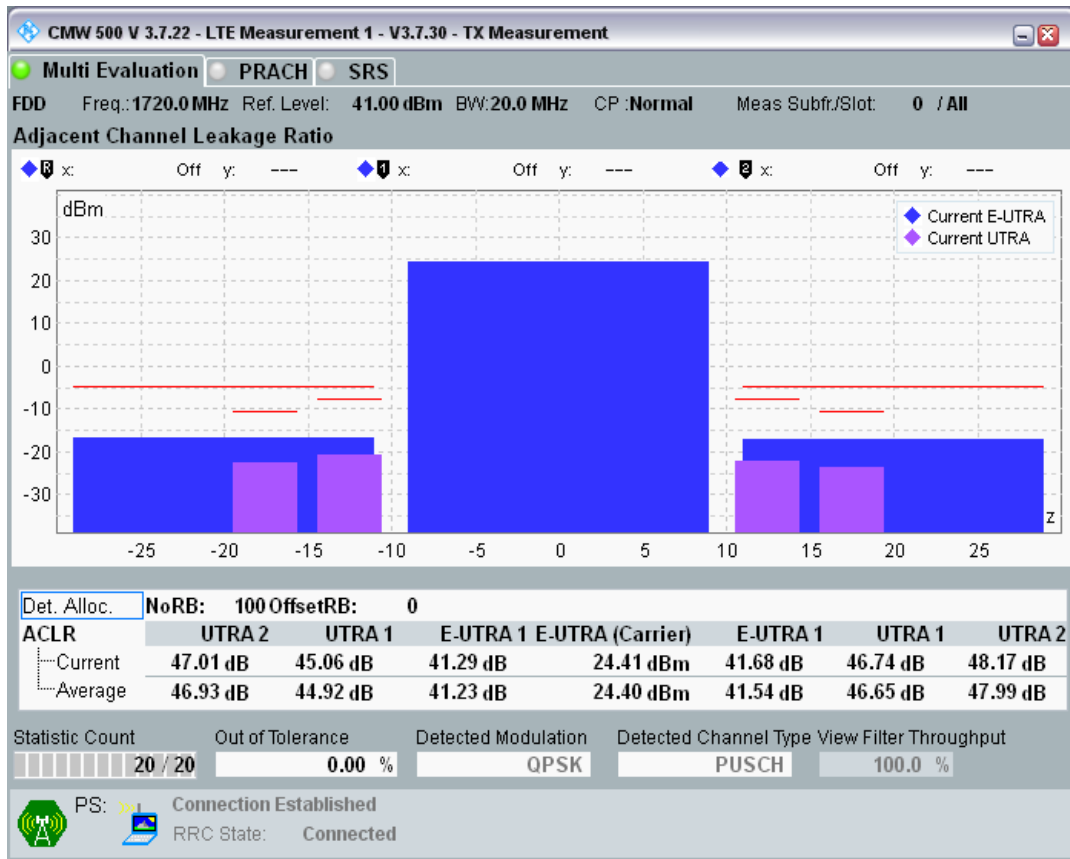 CMW 500 V 3.7.22 - LTE Measurement 1 - V3.7.30 - TX Measurement
Multi Evaluation PRACH SRS
FDD Freq.:1720.0 MHz Ref. Level: 41.00 dBm BW:20.0 MHz CP :Normal Meas Subfr./Slot: 0 / All
Adjacent Channel Leakage Ratio
R x: Off y: --- 1 x: Off y: --- 2 x: Off y: ---
dBm
Current E-UTRA
Current UTRA
30
20
10
0
-10
-20
-30
z
-25 -20 -15 -10 -5 0 5 10 15 20 25
Det. Alloc. NoRB: 100 OffsetRB: 0
ACLR UTRA 2 UTRA 1 E-UTRA 1 E-UTRA (Carrier) E-UTRA 1 UTRA 1 UTRA 2
Current 47.01 dB 45.06 dB 41.29 dB 24.41 dBm 41.68 dB 46.74 dB 48.17 dB
Average 46.93 dB 44.92 dB 41.23 dB 24.40 dBm 41.54 dB 46.65 dB 47.99 dB
Statistic Count Out of Tolerance Detected Modulation Detected Channel Type View Filter Throughput
20 / 20 0.00 % QPSK PUSCH 100.0 %
PS: Connection Established
RRC State: Connected